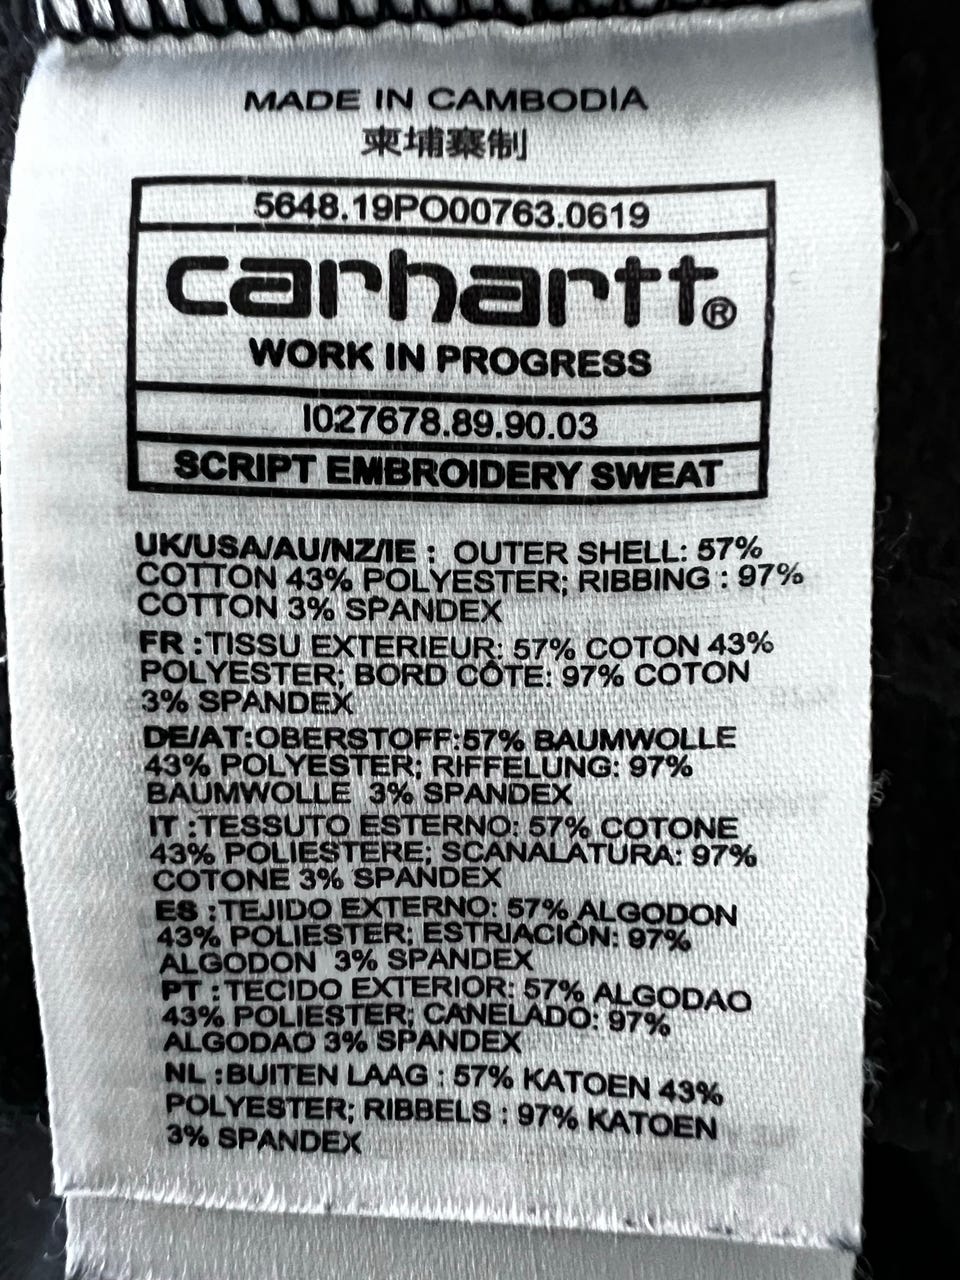 MADE IN CAMBODIA
柬埔寨制
5648.19PO00763.0619
carhartt®
WORK IN PROGRESS
I027678.89.90.03
SCRIPT EMBROIDERY SWEAT
UK/USA/AU/NZ/IE : OUTER SHELL: 57%
COTTON 43% POLYESTER; RIBBING : 97%
COTTON 3% SPANDEX
FR :TISSU EXTERIEUR: 57% COTON 43%
POLYESTER; BORD CÔTE: 97% COTON
3% SPANDEX
DE/AT:OBERSTOFF:57% BAUMWOLLE
43% POLYESTER; RIFFELUNG: 97%
BAUMWOLLE 3% SPANDEX
IT :TESSUTO ESTERNO: 57% COTONE
43% POLIESTERE; SCANALATURA: 97%
COTONE 3% SPANDEX
ES :TEJIDO EXTERNO: 57% ALGODON
43% POLIESTER; ESTRIACIÓN: 97%
ALGODON 3% SPANDEX
PT :TECIDO EXTERIOR: 57% ALGODAO
43% POLIESTER; CANELADO: 97%
ALGODAO 3% SPANDEX
NL :BUITEN LAAG : 57% KATOEN 43%
POLYESTER; RIBBELS : 97% KATOEN
3% SPANDEX